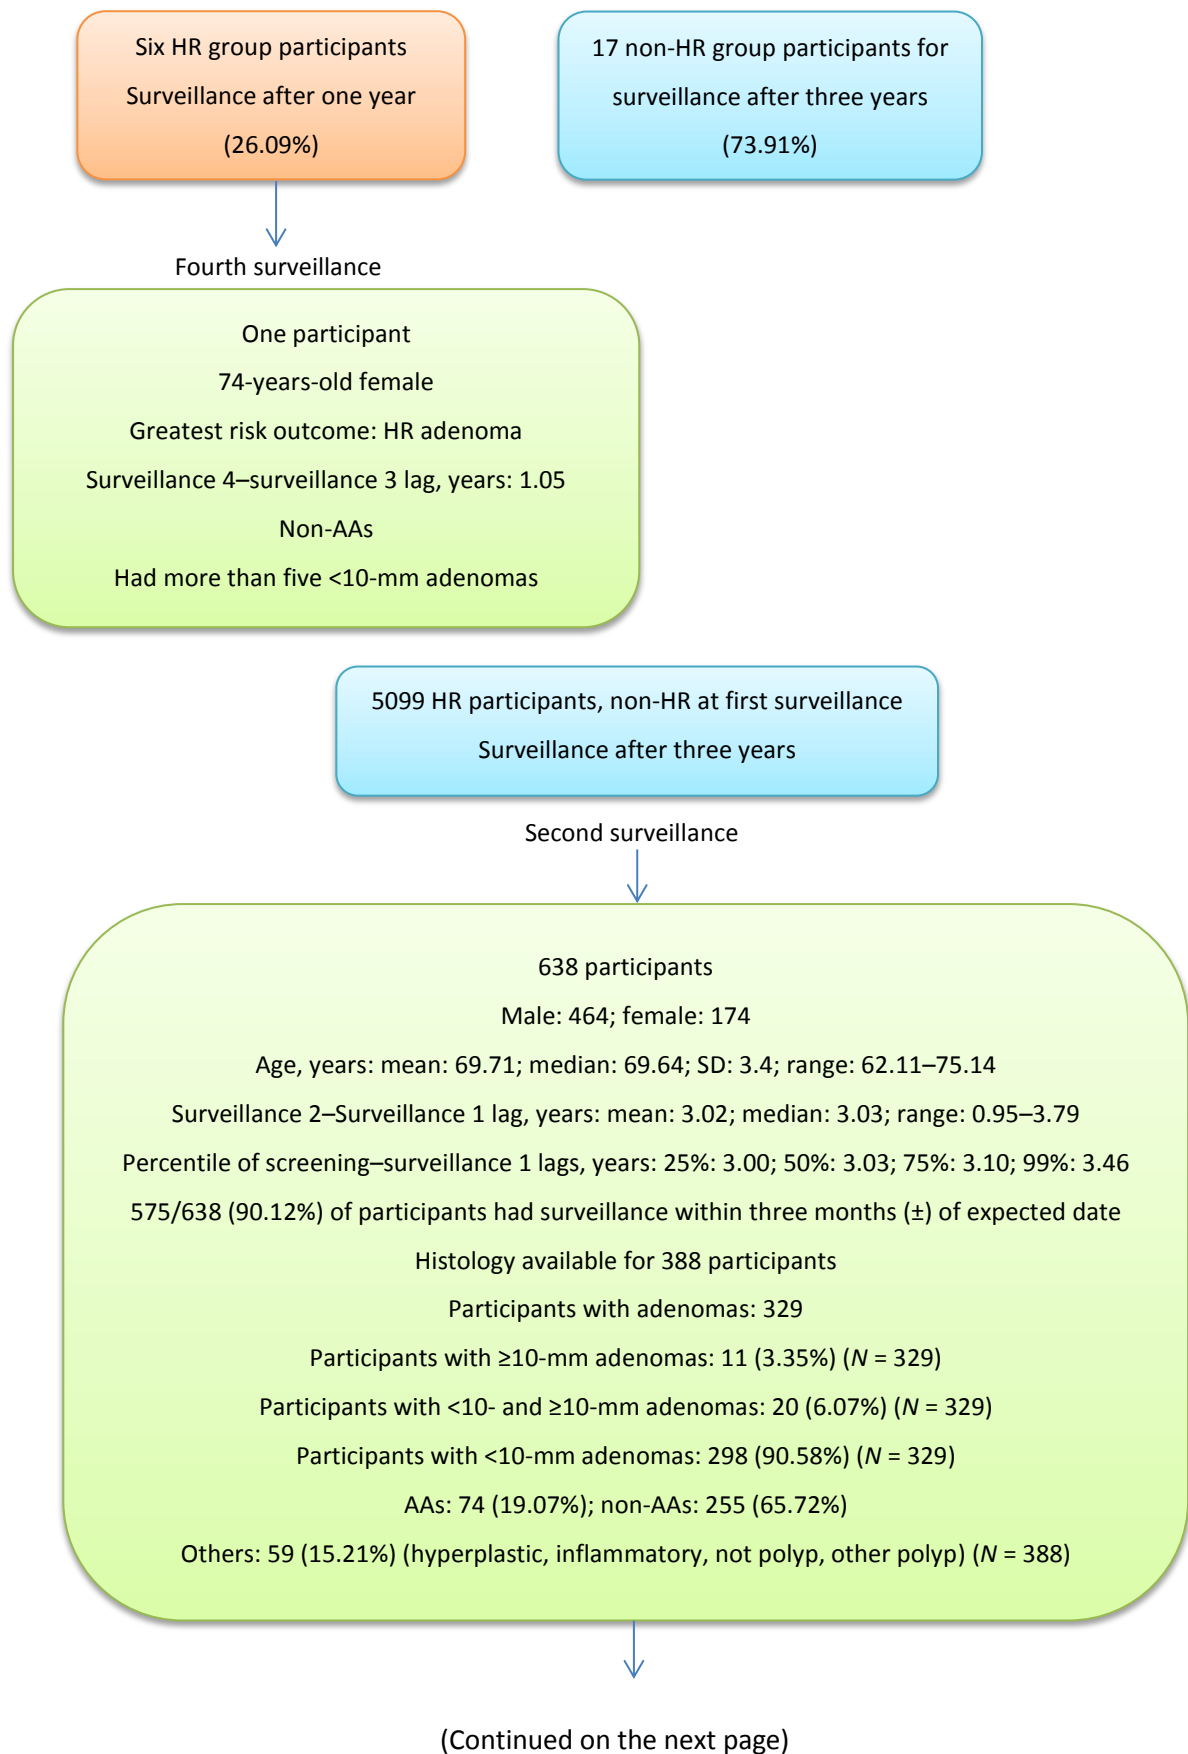 Six HR group participants
Surveillance after one year
(26.09%)
17 non-HR group participants for
surveillance after three years
(73.91%)
Fourth surveillance
One participant
74-years-old female
Greatest risk outcome: HR adenoma
Surveillance 4–surveillance 3 lag, years: 1.05
Non-AAs
Had more than five <10-mm adenomas
5099 HR participants, non-HR at first surveillance
Surveillance after three years
Second surveillance
638 participants
Male: 464; female: 174
Age, years: mean: 69.71; median: 69.64; SD: 3.4; range: 62.11–75.14
Surveillance 2–Surveillance 1 lag, years: mean: 3.02; median: 3.03; range: 0.95–3.79
Percentile of screening–surveillance 1 lags, years: 25%: 3.00; 50%: 3.03; 75%: 3.10; 99%: 3.46
575/638 (90.12%) of participants had surveillance within three months (±) of expected date
Histology available for 388 participants
Participants with adenomas: 329
Participants with ≥10-mm adenomas: 11 (3.35%) (N = 329)
Participants with <10- and ≥10-mm adenomas: 20 (6.07%) (N = 329)
Participants with <10-mm adenomas: 298 (90.58%) (N = 329)
AAs: 74 (19.07%); non-AAs: 255 (65.72%)
Others: 59 (15.21%) (hyperplastic, inflammatory, not polyp, other polyp) (N = 388)
(Continued on the next page)